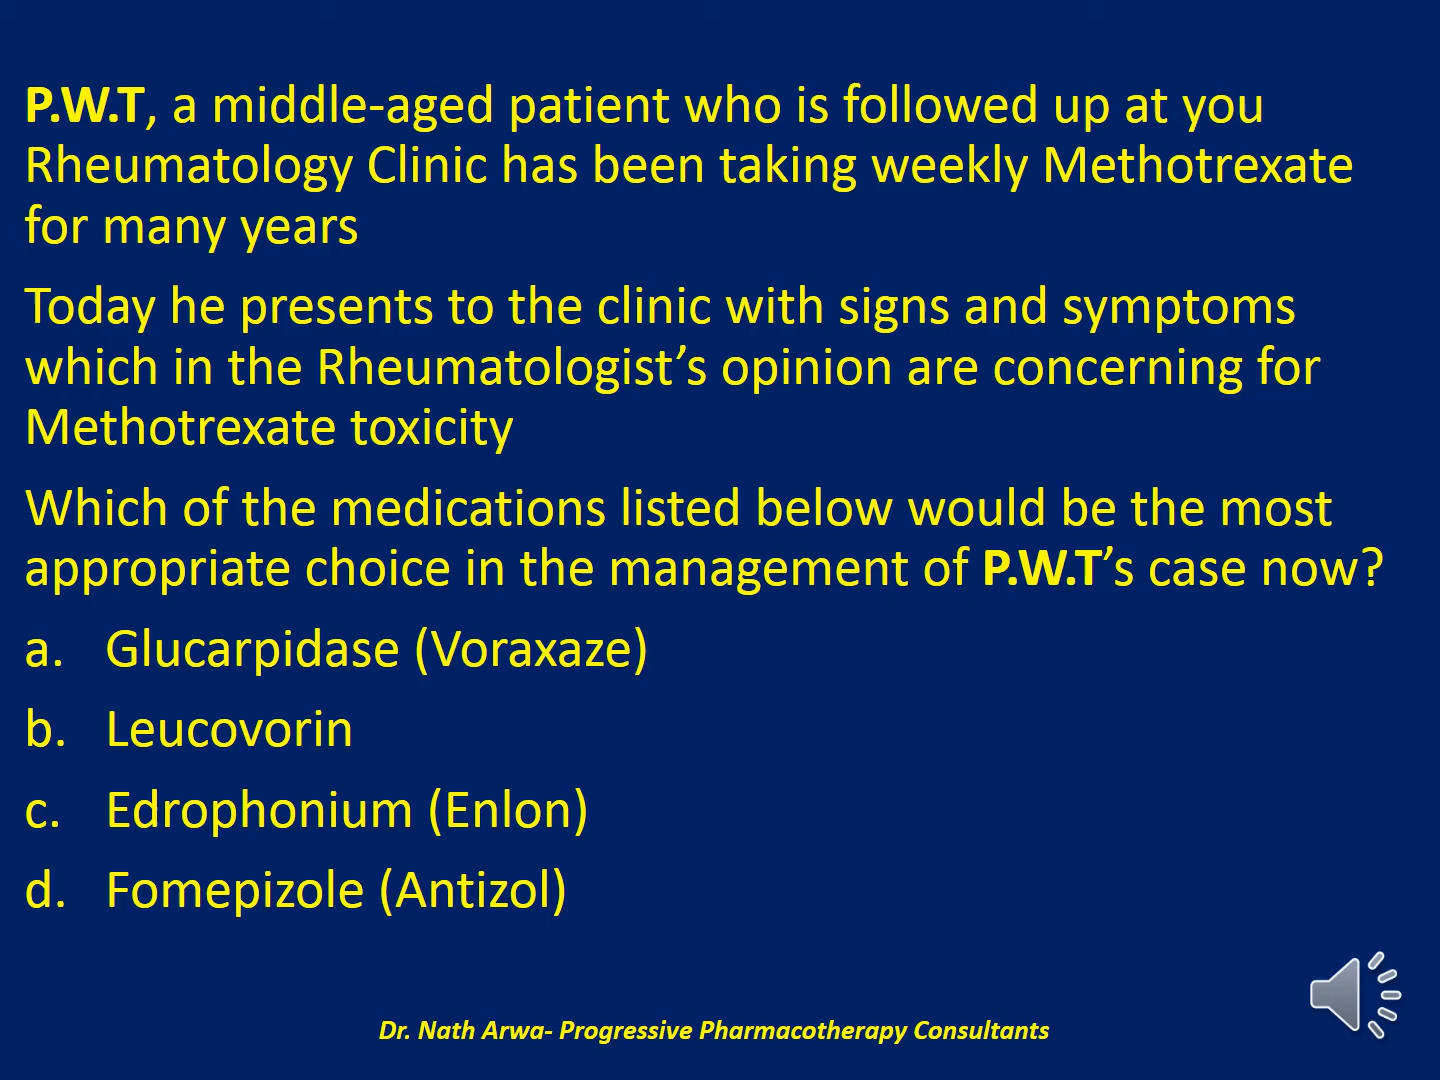 P.W.T, a middle-aged patient who is followed up at you
Rheumatology Clinic has been taking weekly Methotrexate
for many years
Today he presents to the clinic with signs and symptoms
which in the Rheumatologist’s opinion are concerning for
Methotrexate toxicity
Which of the medications listed below would be the most
appropriate choice in the management of P.W.T’s case now?
a. Glucarpidase (Voraxaze)
b. Leucovorin
c. Edrophonium (Enlon)
d. Fomepizole (Antizol)
Dr. Nath Arwa- Progressive Pharmacotherapy Consultants